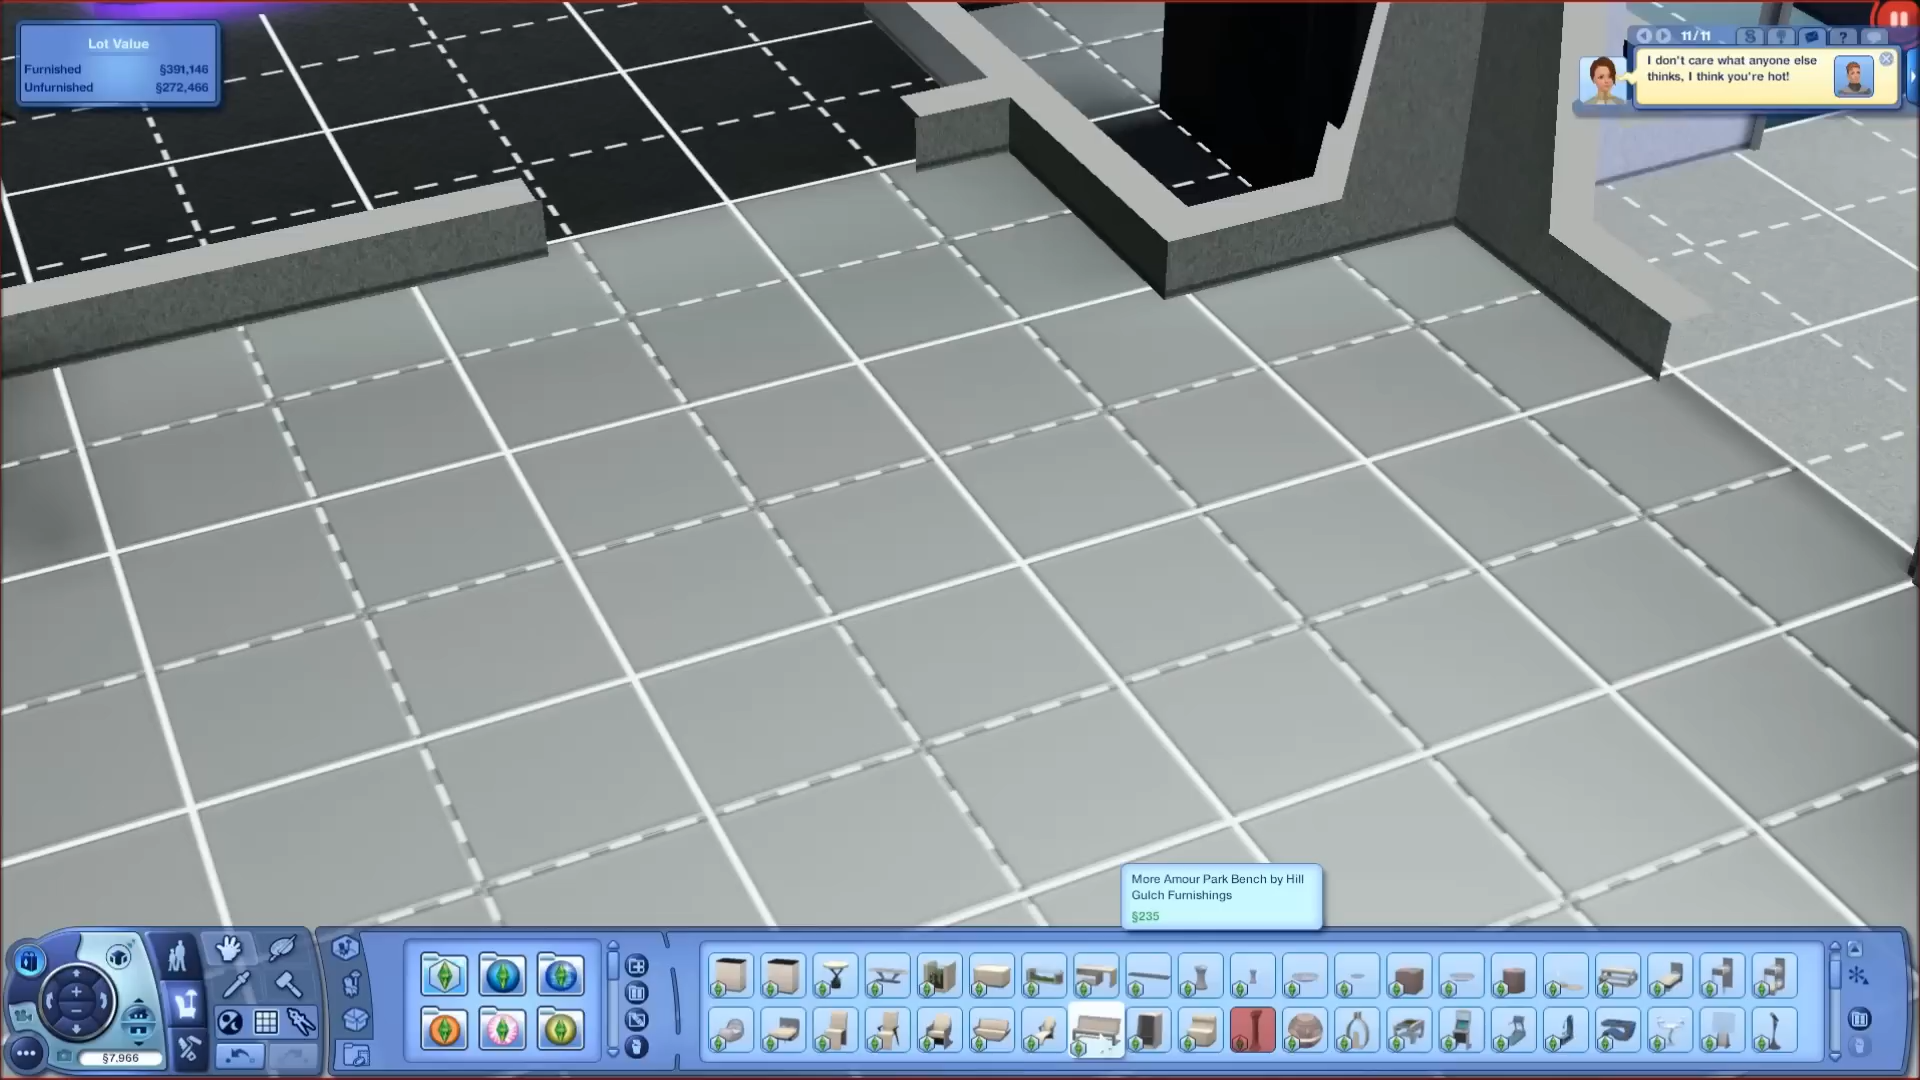 Lot Value
Furnished §391,146
Unfurnished §272,466
11/11
?
I don't care what anyone else
thinks, I think you're hot!
More Amour Park Bench by Hill
Gulch Furnishings
§235
§7,966